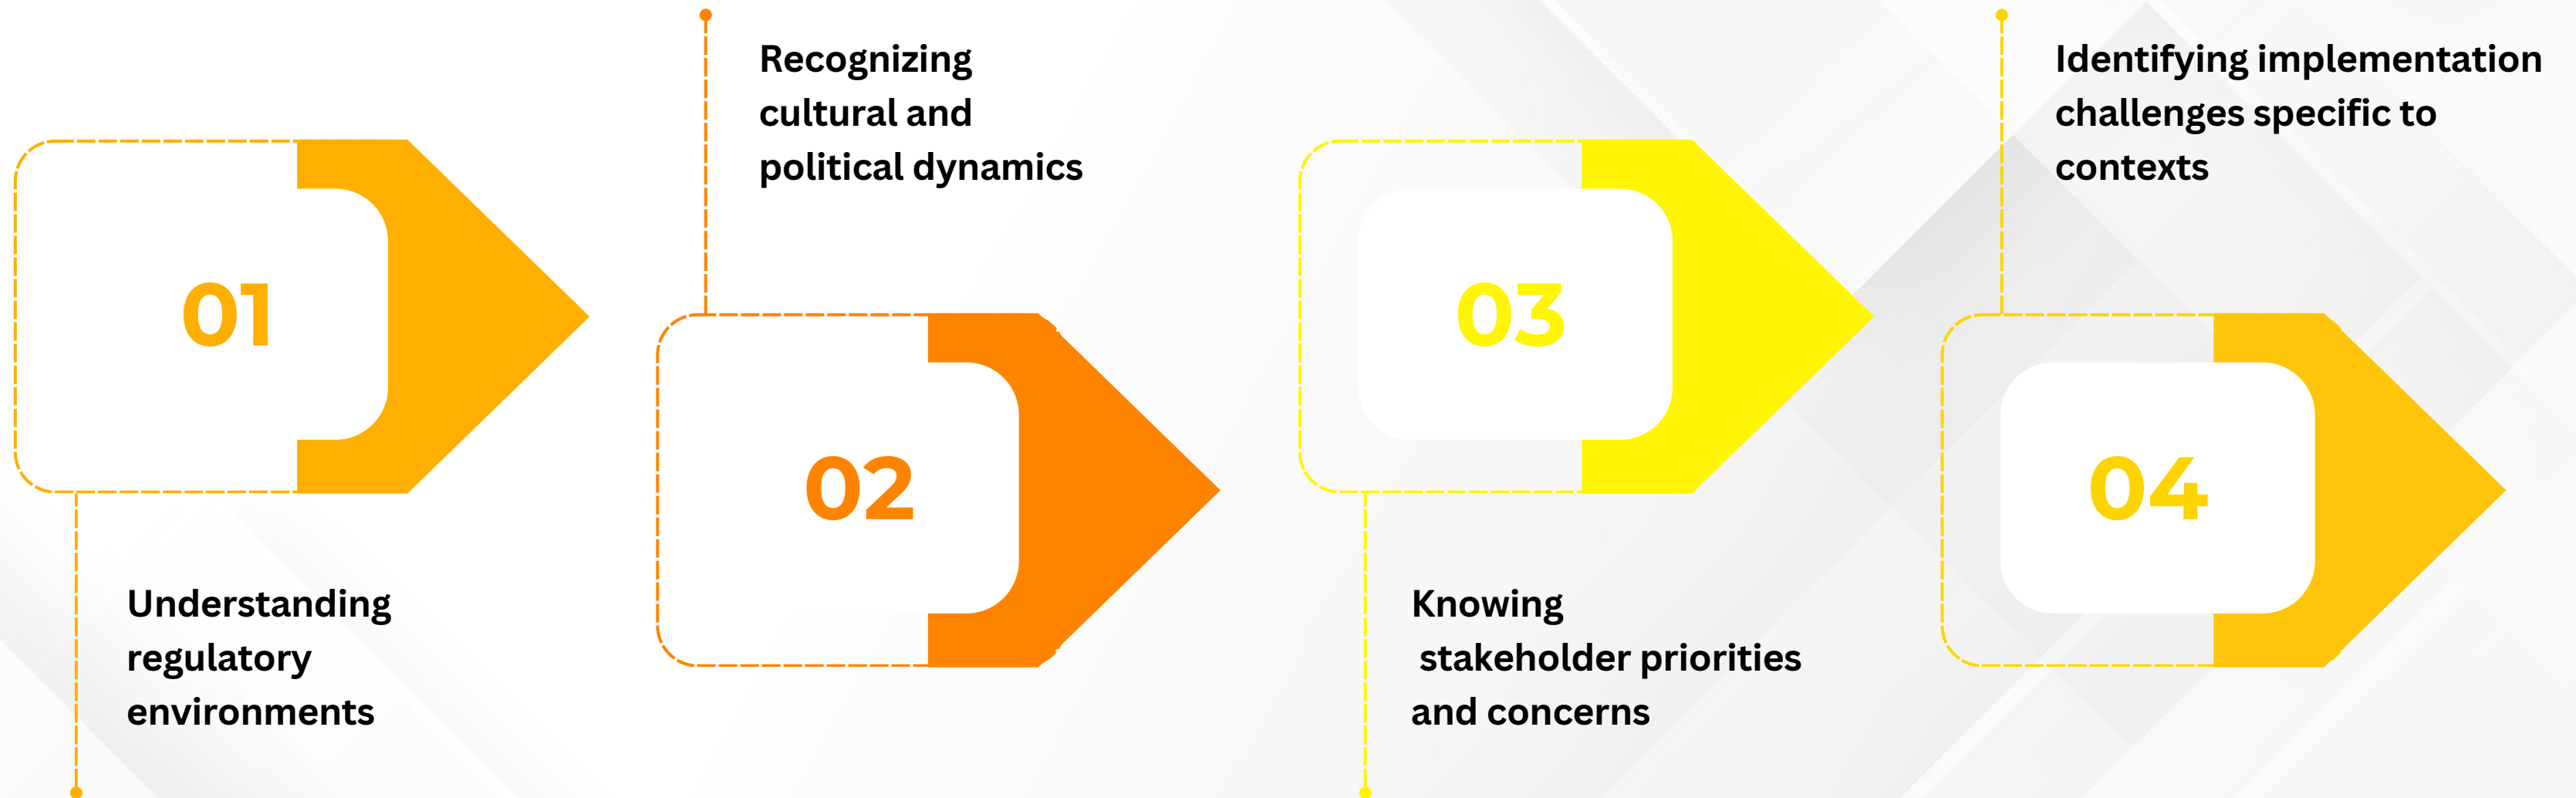 01
Understanding
regulatory
environments
Recognizing
cultural and
political dynamics
02
03
Knowing
stakeholder priorities
and concerns
Identifying implementation
challenges specific to
contexts
04